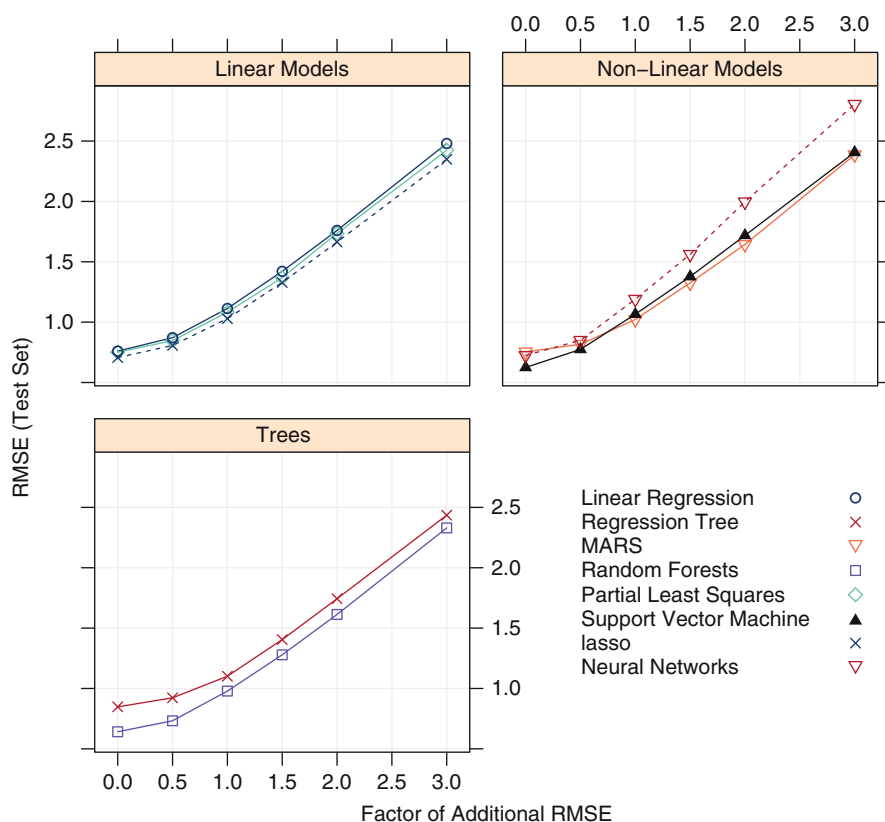 0.0 0.5 1.0 1.5 2.0 2.5 3.0
Linear Models
Non−Linear Models
2.5
2.0
1.5
1.0
RMSE (Test Set)
Trees
2.5
2.0
1.5
1.0
Linear Regression
Regression Tree
MARS
Random Forests
Partial Least Squares
Support Vector Machine
lasso
Neural Networks
0.0 0.5 1.0 1.5 2.0 2.5 3.0
Factor of Additional RMSE